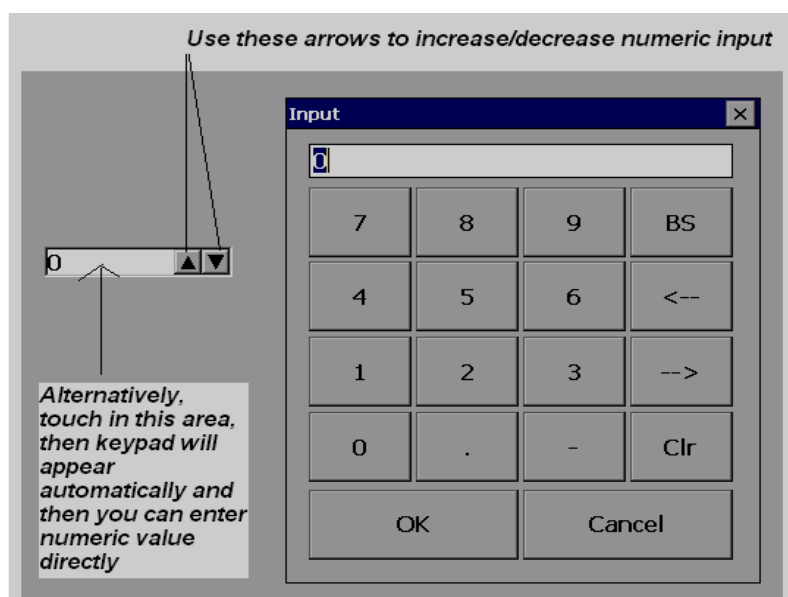 Use these arrows to increase/decrease numeric input
Input
0
7 8 9 BS
0
4 5 6 <--
1 2 3 -->
Alternatively,
touch in this area,
then keypad will
appear
automatically and
then you can enter
numeric value
directly
0 . - Clr
OK Cancel